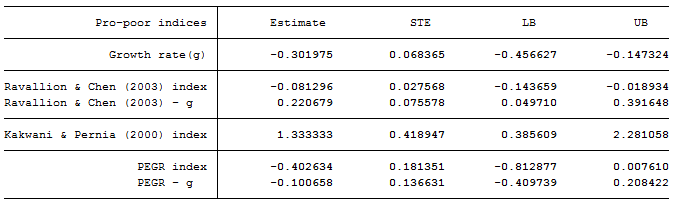 Pro-poor indices Estimate STE LB UB
Growth rate(g) -0.301975 0.068365 -0.456627 -0.147324
Ravallion & Chen (2003) index -0.081296 0.027568 -0.143659 -0.018934
Ravallion & Chen (2003) - g 0.220679 0.075578 0.049710 0.391648
Kakwani & Pernia (2000) index 1.333333 0.418947 0.385609 2.281058
PEGR index -0.402634 0.181351 -0.812877 0.007610
PEGR - g -0.100658 0.136631 -0.409739 0.208422